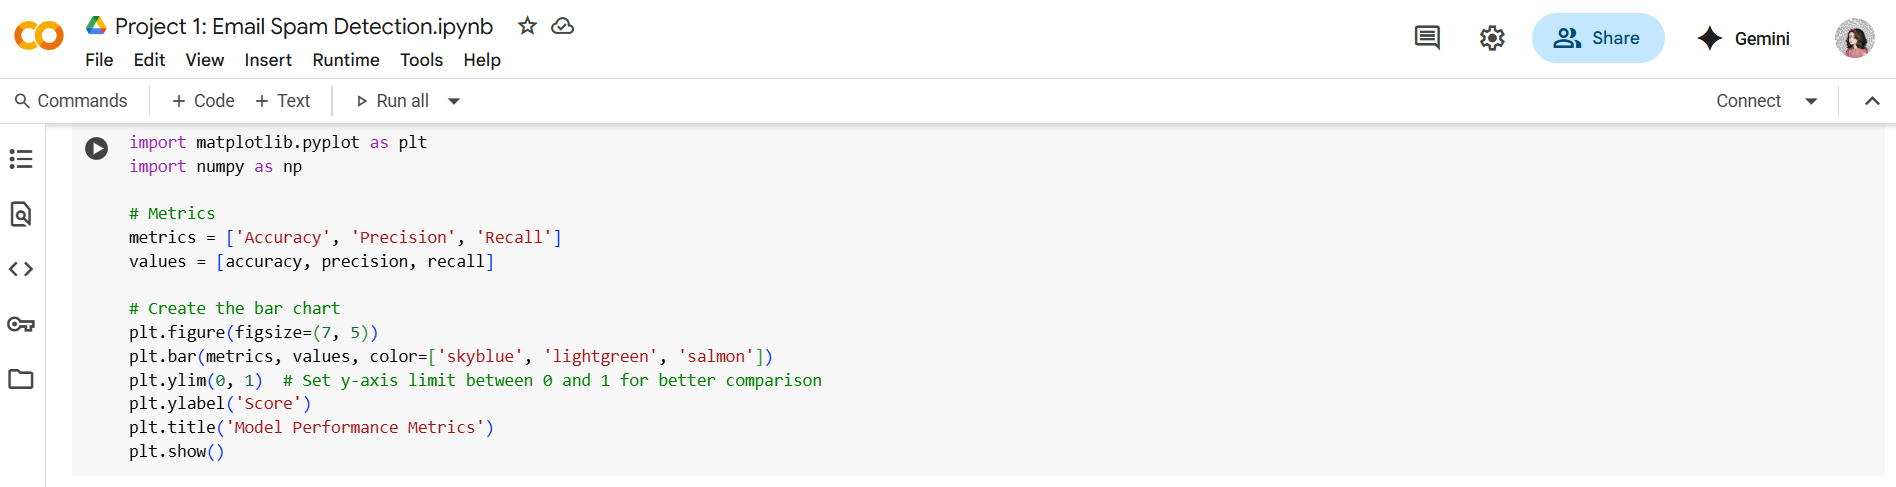 Project 1: Email Spam Detection.ipynb
File Edit View Insert Runtime Tools Help
Share
Gemini
Commands + Code + Text Run all
Connect
import matplotlib.pyplot as plt
import numpy as np
# Metrics
metrics = ['Accuracy', 'Precision', 'Recall']
values = [accuracy, precision, recall]
# Create the bar chart
plt.figure(figsize=(7, 5))
plt.bar(metrics, values, color=['skyblue', 'lightgreen', 'salmon'])
plt.ylim(0, 1)  # Set y-axis limit between 0 and 1 for better comparison
plt.ylabel('Score')
plt.title('Model Performance Metrics')
plt.show()